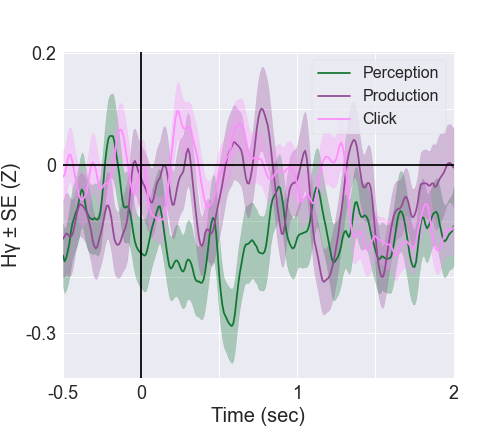 0.2
0
-0.3
Hγ ± SE (Z)
Perception
Production
Click
-0.5
0
1
2
Time (sec)